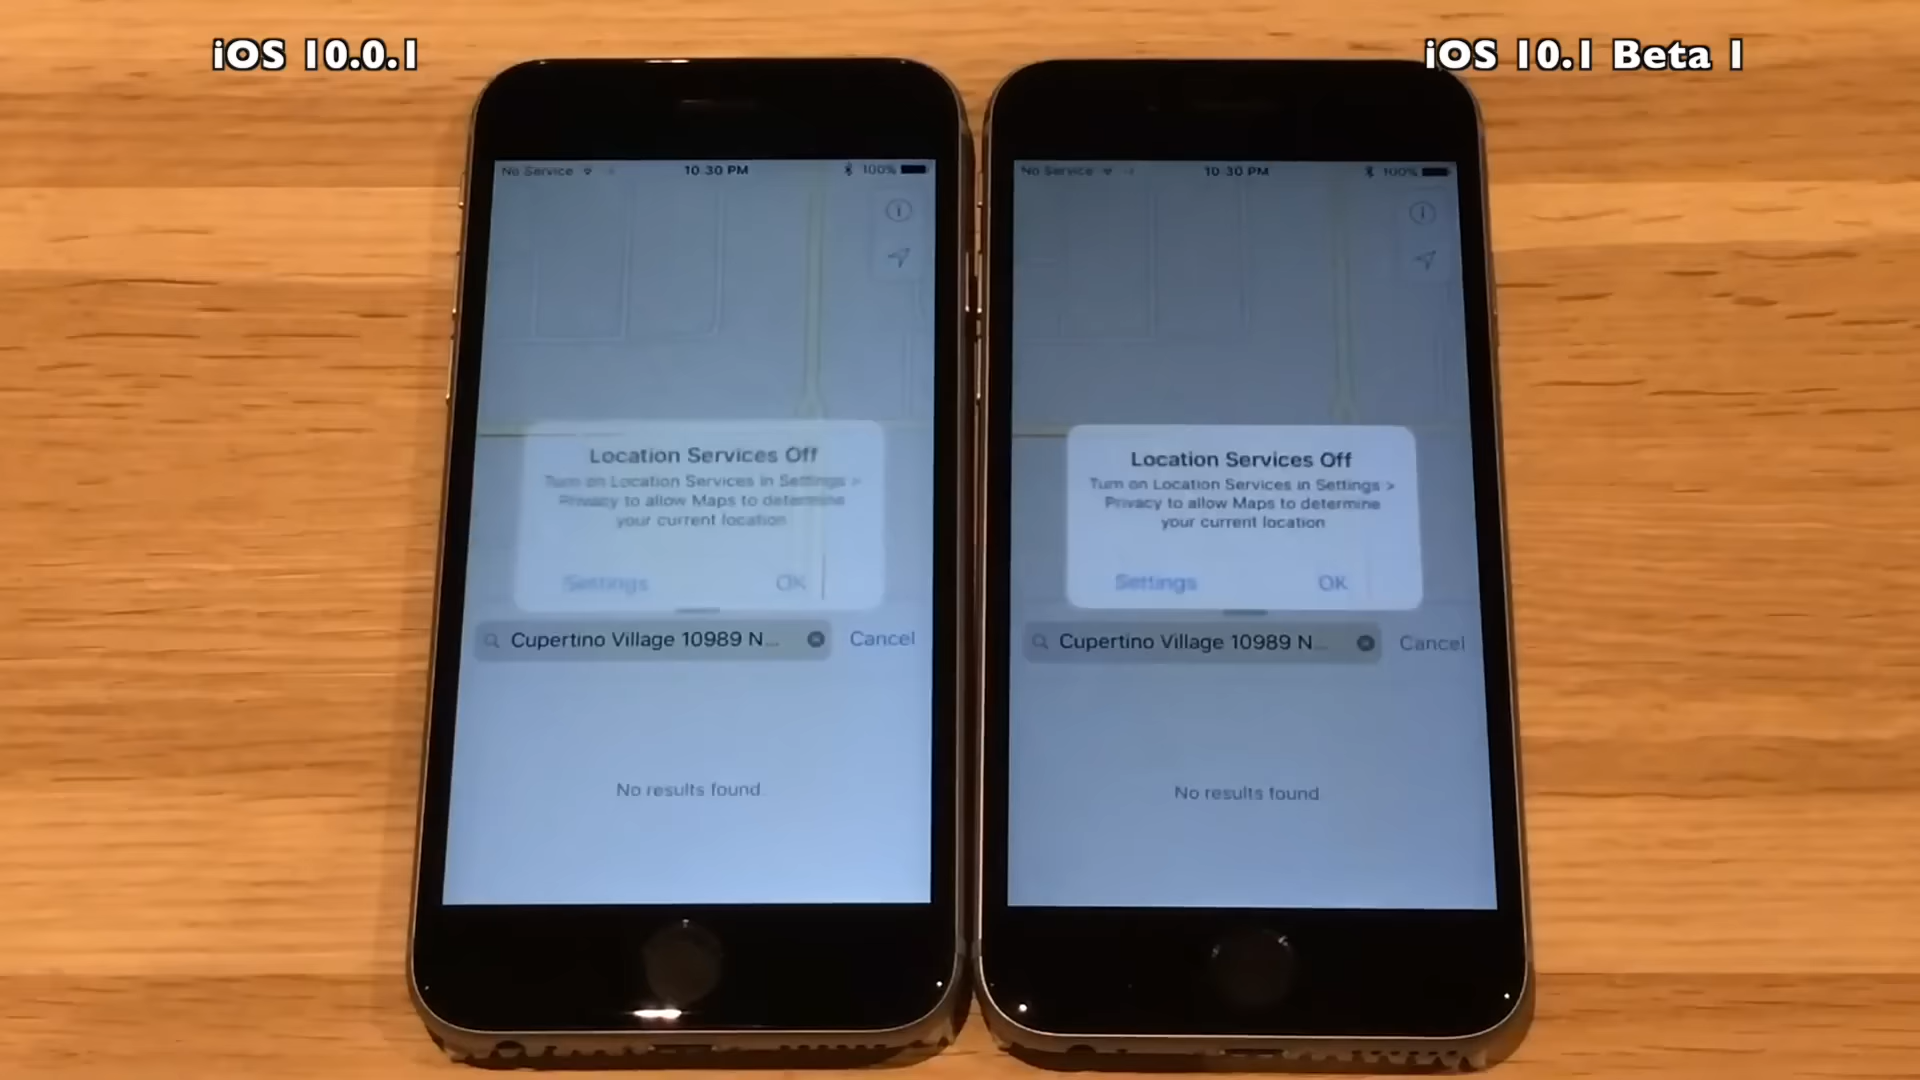 iOS 10.0.1
iOS 10.1 Beta 1
No Service
10:30 PM
100%
Location Services Off
Turn on Location Services in Settings >
Privacy to allow Maps to determine
your current location
Settings
OK
Cupertino Village 10989 N...
Cancel
No results found
No Service
10:30 PM
100%
Location Services Off
Turn on Location Services in Settings >
Privacy to allow Maps to determine
your current location
Settings
OK
Cupertino Village 10989 N...
Cancel
No results found